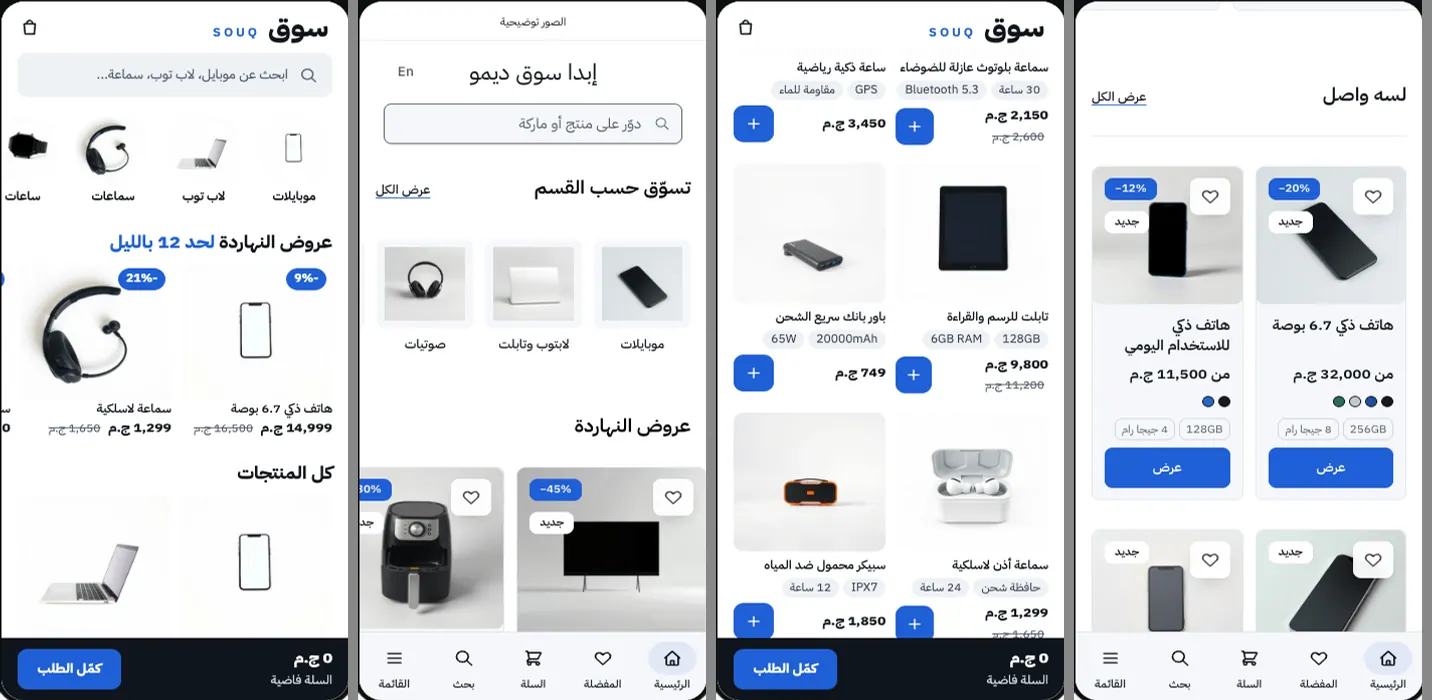 سوق SOUQ
ابحث عن موبايل، لاب توب، سماعة...
موبايلات
لاب توب
سماعات
ساعات
عروض النهاردة لحد 12 بالليل
-9%
-21%
هاتف ذكي 6.7 بوصة
14,999 ج.م 16,500 ج.م
سماعة لاسلكية
1,299 ج.م 1,650 ج.م
كل المنتجات
0 ج.م
السلة فاضية
كمّل الطلب
الصور توضيحية
إبدا سوق ديمو
En
دوّر على منتج أو ماركة
تسوّق حسب القسم
عرض الكل
موبايلات
لابتوب وتابلت
صوتيات
عروض النهاردة
−45%
جديد
30%
جد
الرئيسية
المفضلة
السلة
بحث
القائمة
سوق SOUQ
سماعة بلوتوث عازلة للضوضاء
30 ساعة
Bluetooth 5.3
2,150 ج.م
2,600 ج.م
ساعة ذكية رياضية
GPS
مقاومة للماء
3,450 ج.م
تابلت للرسم والقراءة
128GB
6GB RAM
9,800 ج.م
11,200 ج.م
باور بانك سريع الشحن
20000mAh
65W
749 ج.م
سماعة أذن لاسلكية
حافظة شحن
24 ساعة
1,299 ج.م
1,650 ج.م
سبيكر محمول ضد المياه
IPX7
12 ساعة
1,850 ج.م
0 ج.م
السلة فاضية
كمّل الطلب
لسه واصل
عرض الكل
−20%
جديد
هاتف ذكي 6.7 بوصة
من 32,000 ج.م
256GB
8 جيجا رام
عرض
−12%
جديد
هاتف ذكي
للاستخدام اليومي
من 11,500 ج.م
128GB
4 جيجا رام
عرض
جديد
جديد
الرئيسية
المفضلة
السلة
بحث
القائمة